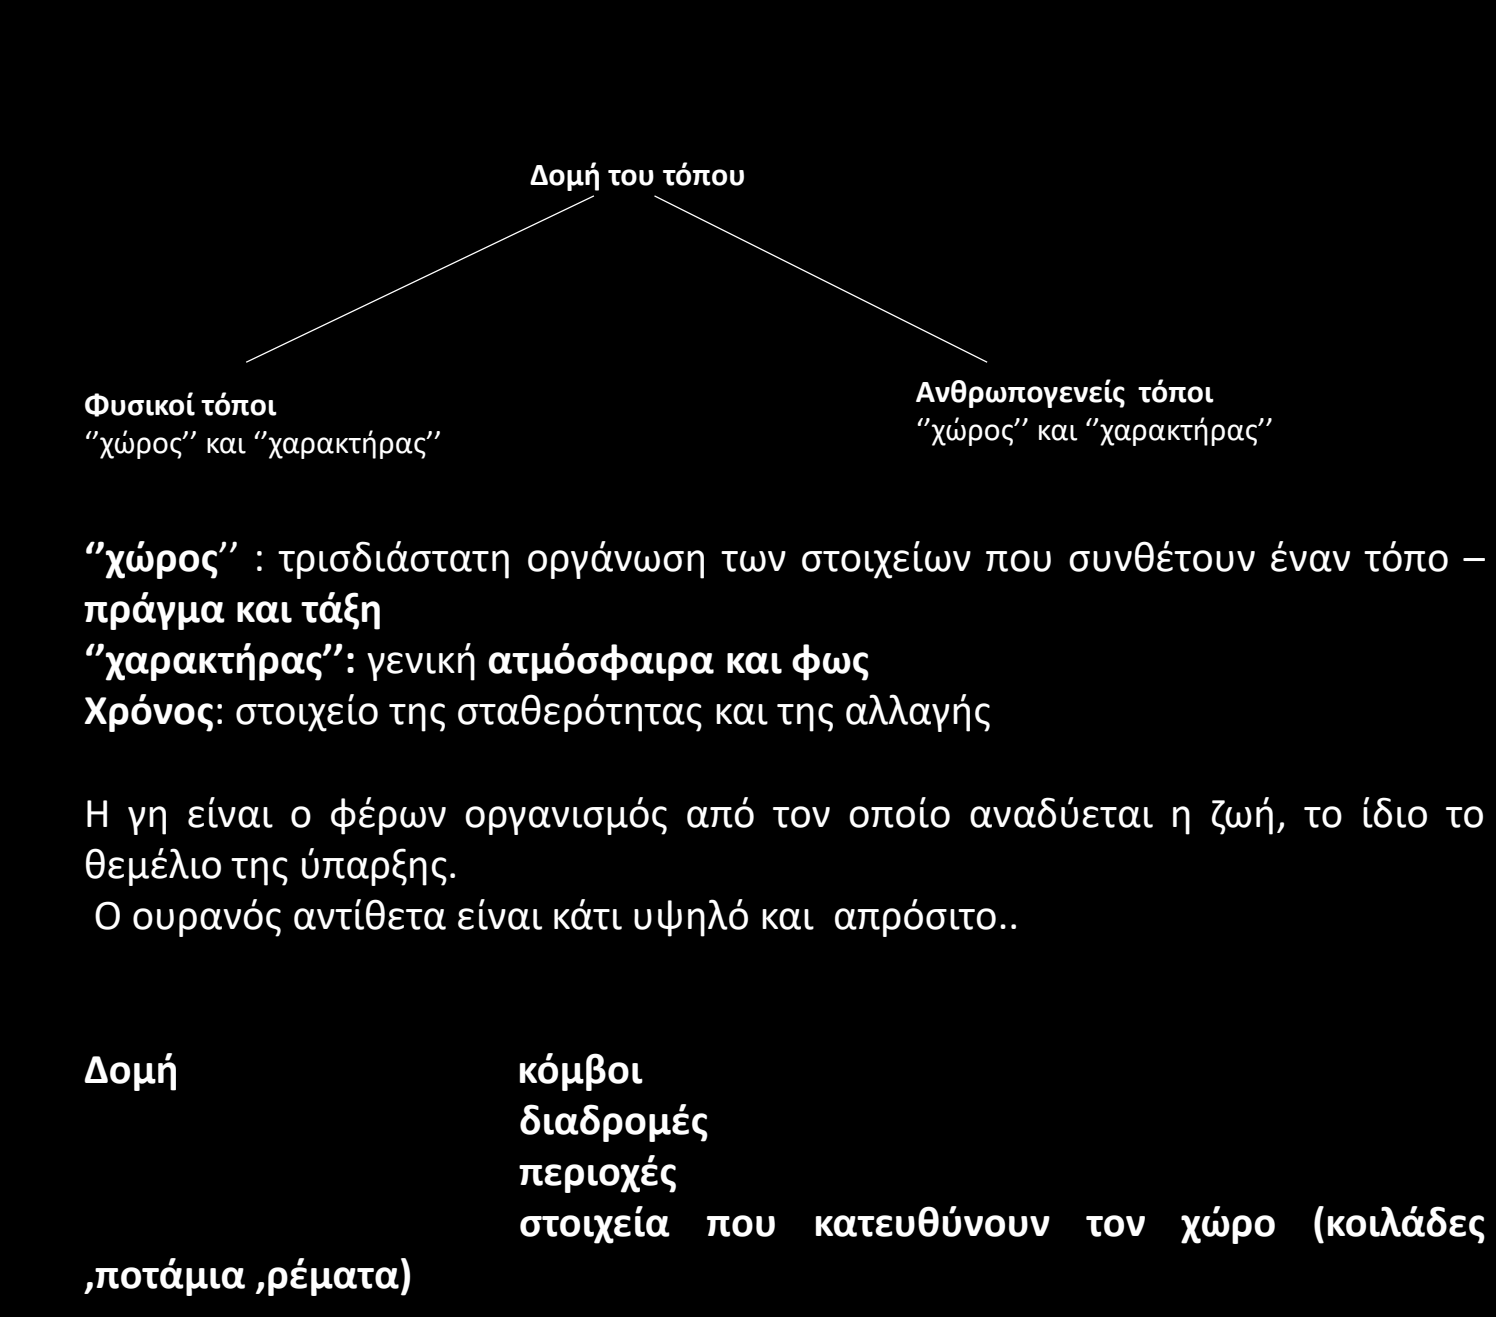 Δομή του τόπου
Φυσικοί τόποι
‘’χώρος’’ και ‘’χαρακτήρας’’
Ανθρωπογενείς  τόποι
‘’χώρος’’ και ‘’χαρακτήρας’’
‘’χώρος’’ : τρισδιάστατη οργάνωση των στοιχείων που συνθέτουν έναν τόπο –
πράγμα και τάξη
‘’χαρακτήρας’’: γενική ατμόσφαιρα και φως
Χρόνος: στοιχείο της σταθερότητας και της αλλαγής
Η γη είναι ο φέρων οργανισμός από τον οποίο αναδύεται η ζωή, το ίδιο το
θεμέλιο της ύπαρξης.
Ο ουρανός αντίθετα είναι κάτι υψηλό και  απρόσιτο..
Δομή κόμβοι
διαδρομές
περιοχές
στοιχεία που κατευθύνουν τον χώρο (κοιλάδες
,ποτάμια ,ρέματα)